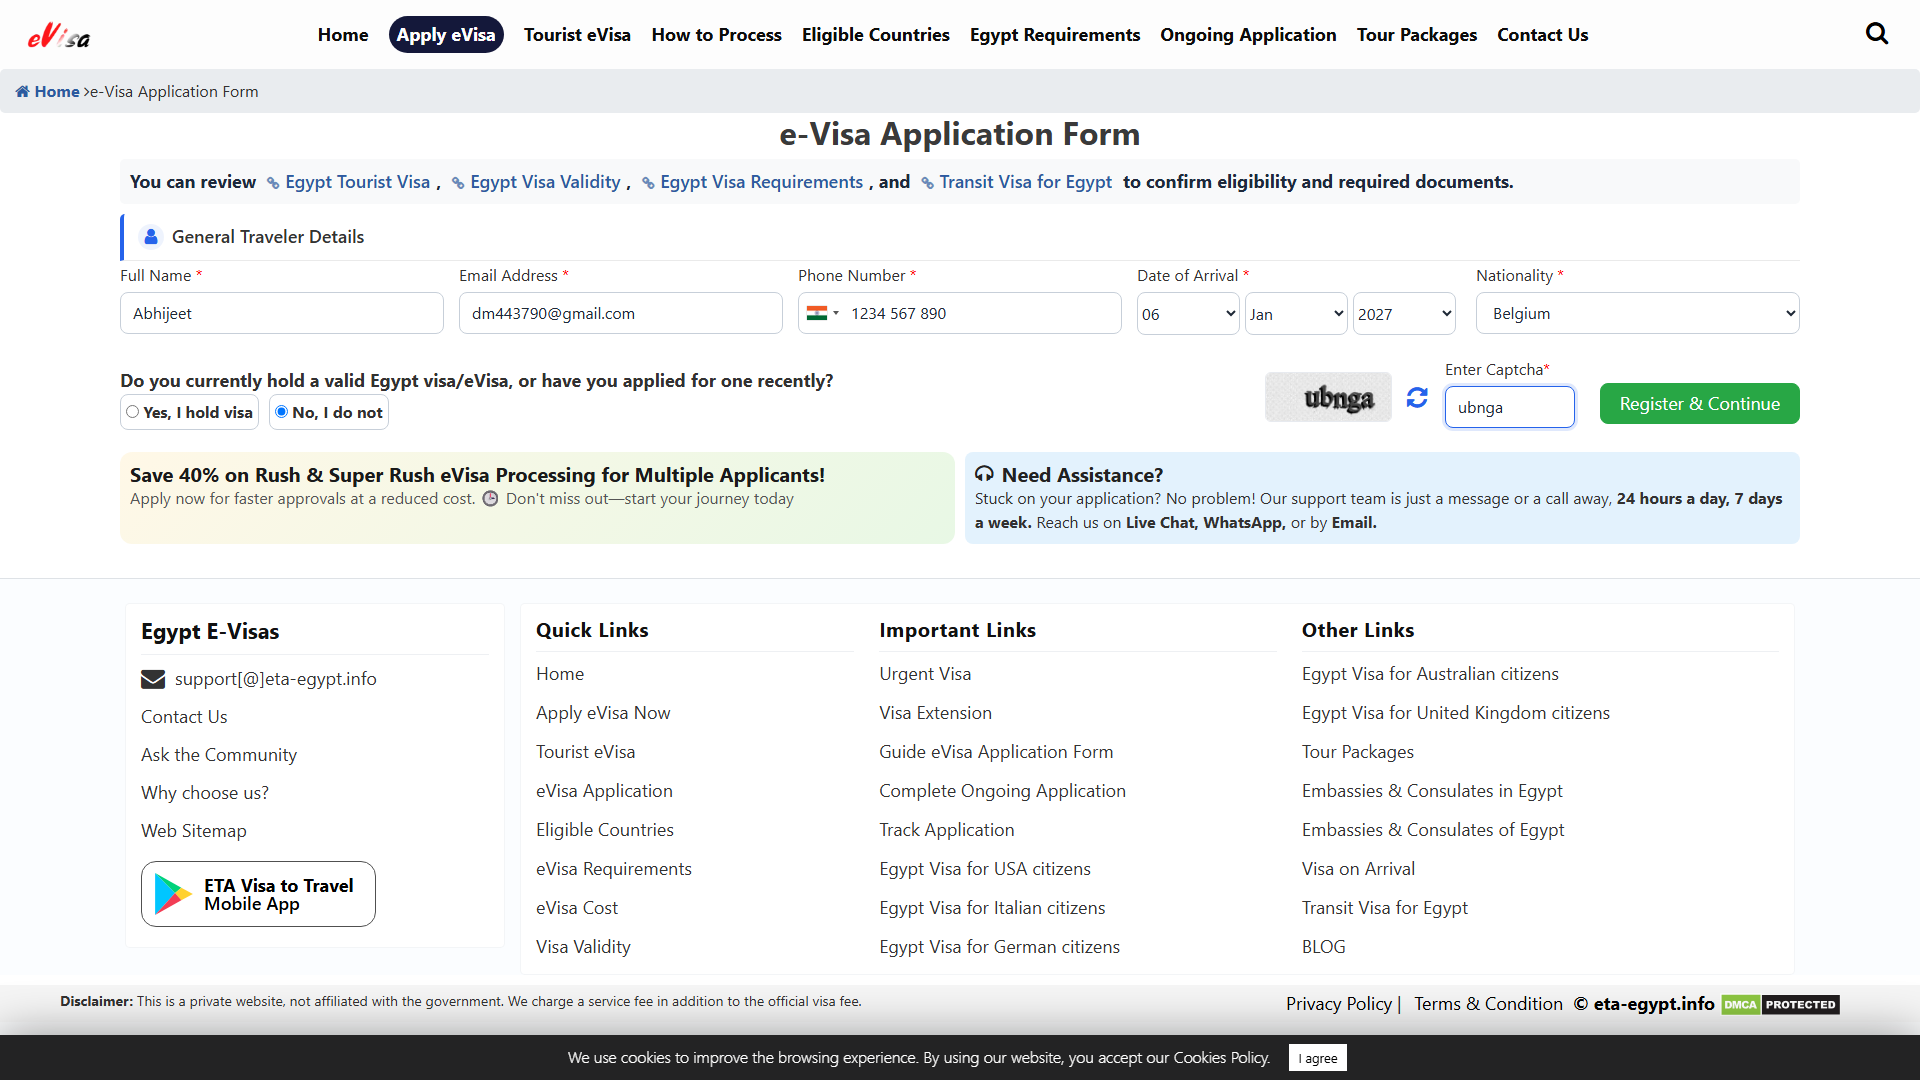 eVisa
Home
Apply eVisa
Tourist eVisa
How to Process
Eligible Countries
Egypt Requirements
Ongoing Application
Tour Packages
Contact Us
Home >e-Visa Application Form
e-Visa Application Form
You can review Egypt Tourist Visa , Egypt Visa Validity , Egypt Visa Requirements , and Transit Visa for Egypt to confirm eligibility and required documents.
General Traveler Details
Full Name *
Abhijeet
Email Address *
dm443790@gmail.com
Phone Number *
1234 567 890
Date of Arrival *
06 Jan 2027
Nationality *
Belgium
Do you currently hold a valid Egypt visa/eVisa, or have you applied for one recently?
Yes, I hold visa
No, I do not
ubnga
Enter Captcha*
ubnga
Register & Continue
Save 40% on Rush & Super Rush eVisa Processing for Multiple Applicants!
Apply now for faster approvals at a reduced cost. Don't miss out—start your journey today
Need Assistance?
Stuck on your application? No problem! Our support team is just a message or a call away, 24 hours a day, 7 days
a week. Reach us on Live Chat, WhatsApp, or by Email.
Egypt E-Visas
support[@]eta-egypt.info
Contact Us
Ask the Community
Why choose us?
Web Sitemap
ETA Visa to Travel
Mobile App
Quick Links
Home
Apply eVisa Now
Tourist eVisa
eVisa Application
Eligible Countries
eVisa Requirements
eVisa Cost
Visa Validity
Important Links
Urgent Visa
Visa Extension
Guide eVisa Application Form
Complete Ongoing Application
Track Application
Egypt Visa for USA citizens
Egypt Visa for Italian citizens
Egypt Visa for German citizens
Other Links
Egypt Visa for Australian citizens
Egypt Visa for United Kingdom citizens
Tour Packages
Embassies & Consulates in Egypt
Embassies & Consulates of Egypt
Visa on Arrival
Transit Visa for Egypt
BLOG
Disclaimer: This is a private website, not affiliated with the government. We charge a service fee in addition to the official visa fee.
Privacy Policy | Terms & Condition © eta-egypt.info DMCA PROTECTED
We use cookies to improve the browsing experience. By using our website, you accept our Cookies Policy. I agree